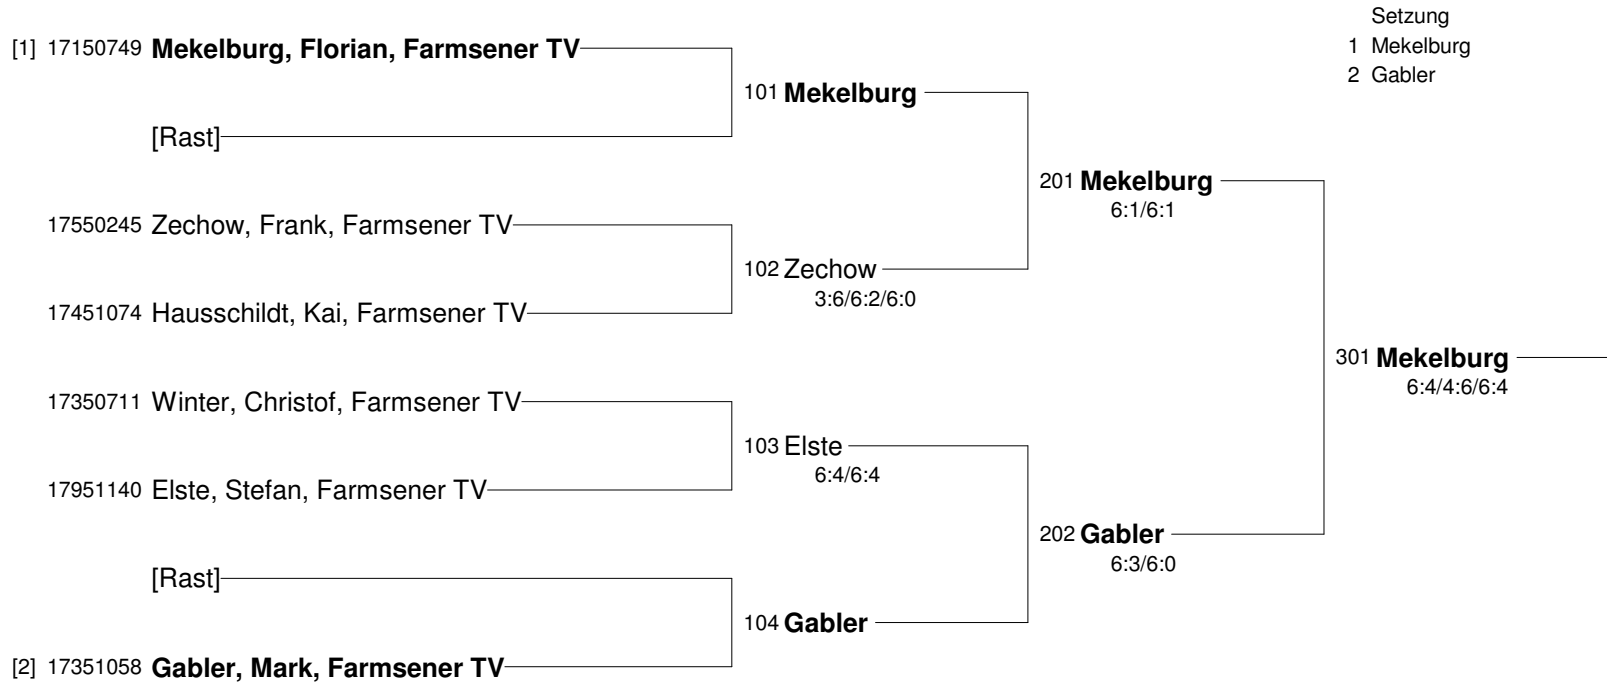 Setzung
1 Mekelburg
2 Gabler
[1] 17150749 Mekelburg, Florian, Farmsener TV
101 Mekelburg
[Rast]
201 Mekelburg
6:1/6:1
17550245 Zechow, Frank, Farmsener TV
102 Zechow
3:6/6:2/6:0
17451074 Hausschildt, Kai, Farmsener TV
301 Mekelburg
6:4/4:6/6:4
17350711 Winter, Christof, Farmsener TV
103 Elste
6:4/6:4
17951140 Elste, Stefan, Farmsener TV
202 Gabler
6:3/6:0
[Rast]
104 Gabler
[2] 17351058 Gabler, Mark, Farmsener TV